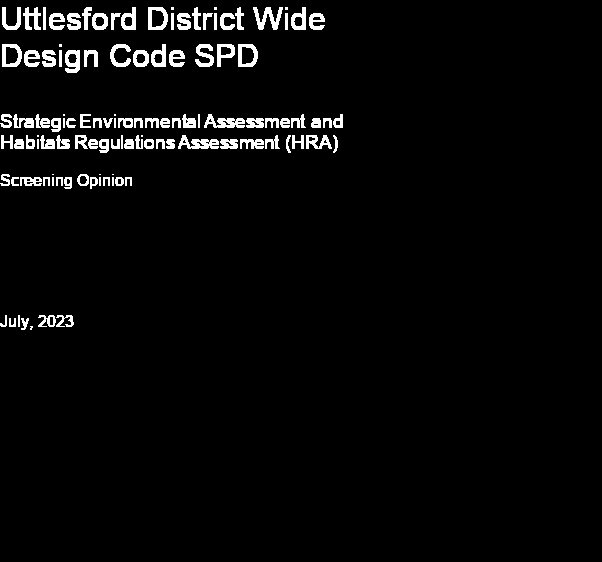 Uttlesford District Wide
Design Code SPD
Strategic Environmental Assessment and
Habitats Regulations Assessment (HRA)
Screening Opinion
July, 2023